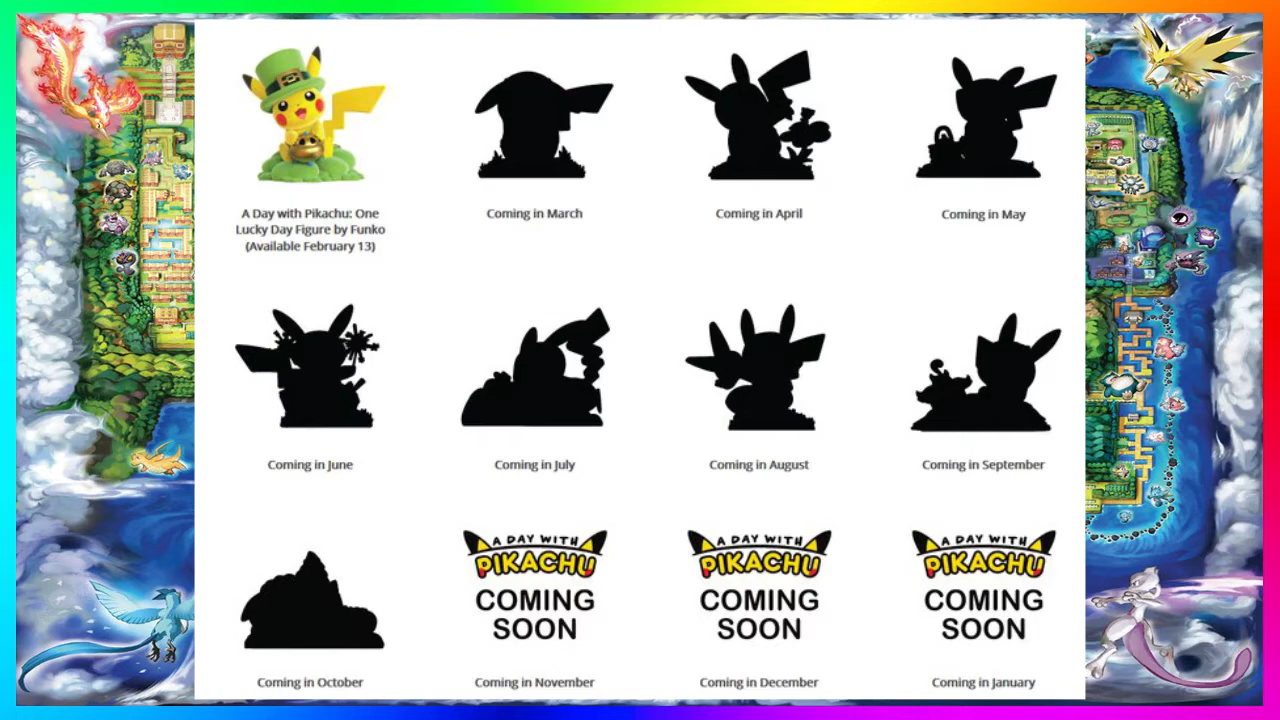 A Day with Pikachu: One
Lucky Day Figure by Funko
(Available February 13)
Coming in March
Coming in April
Coming in May
Coming in June
Coming in July
Coming in August
Coming in September
A DAY WITH
PIKACHU
COMING
SOON
A DAY WITH
PIKACHU
COMING
SOON
A DAY WITH
PIKACHU
COMING
SOON
Coming in October
Coming in November
Coming in December
Coming in January